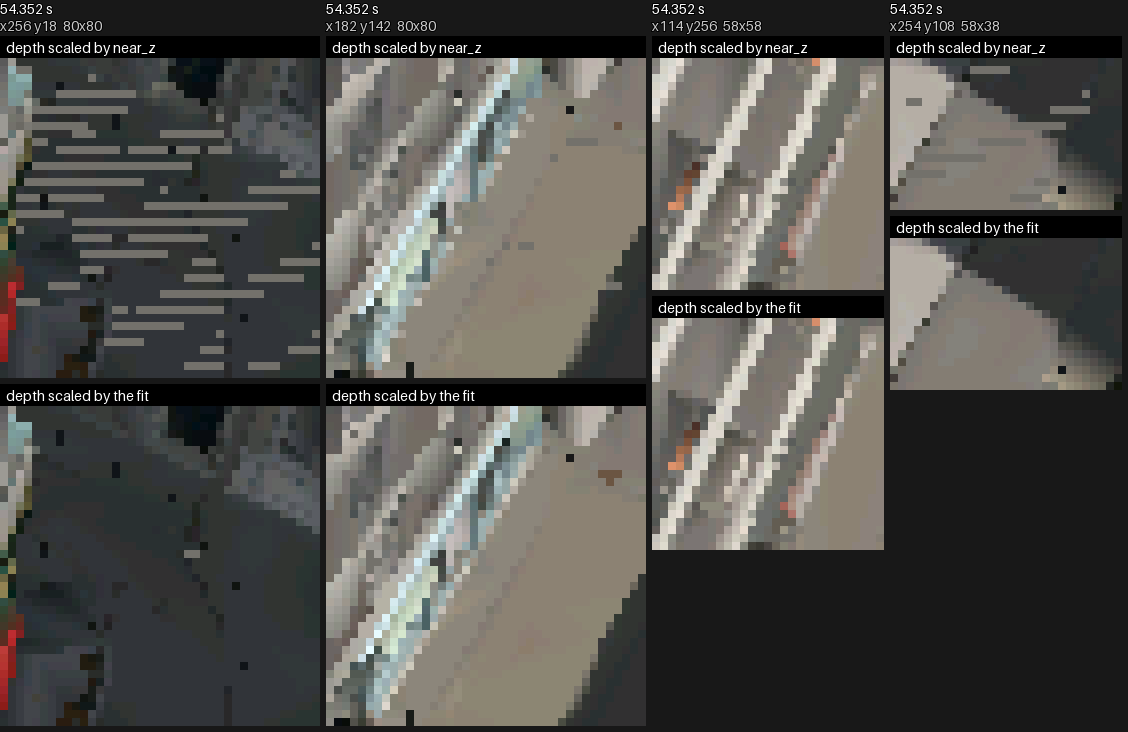 54.352 s
x256 y18 80x80
depth scaled by near_z
depth scaled by the fit
54.352 s
x182 y142 80x80
depth scaled by near_z
depth scaled by the fit
54.352 s
x114 y256 58x58
depth scaled by near_z
depth scaled by the fit
54.352 s
x254 y108 58x38
depth scaled by near_z
depth scaled by the fit